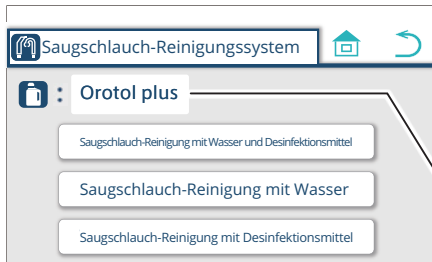 Saugschlauch-Reinigungssystem
: Orotol plus
Saugschlauch-Reinigung mit Wasser und Desinfektionsmittel
Saugschlauch-Reinigung mit Wasser
Saugschlauch-Reinigung mit Desinfektionsmittel